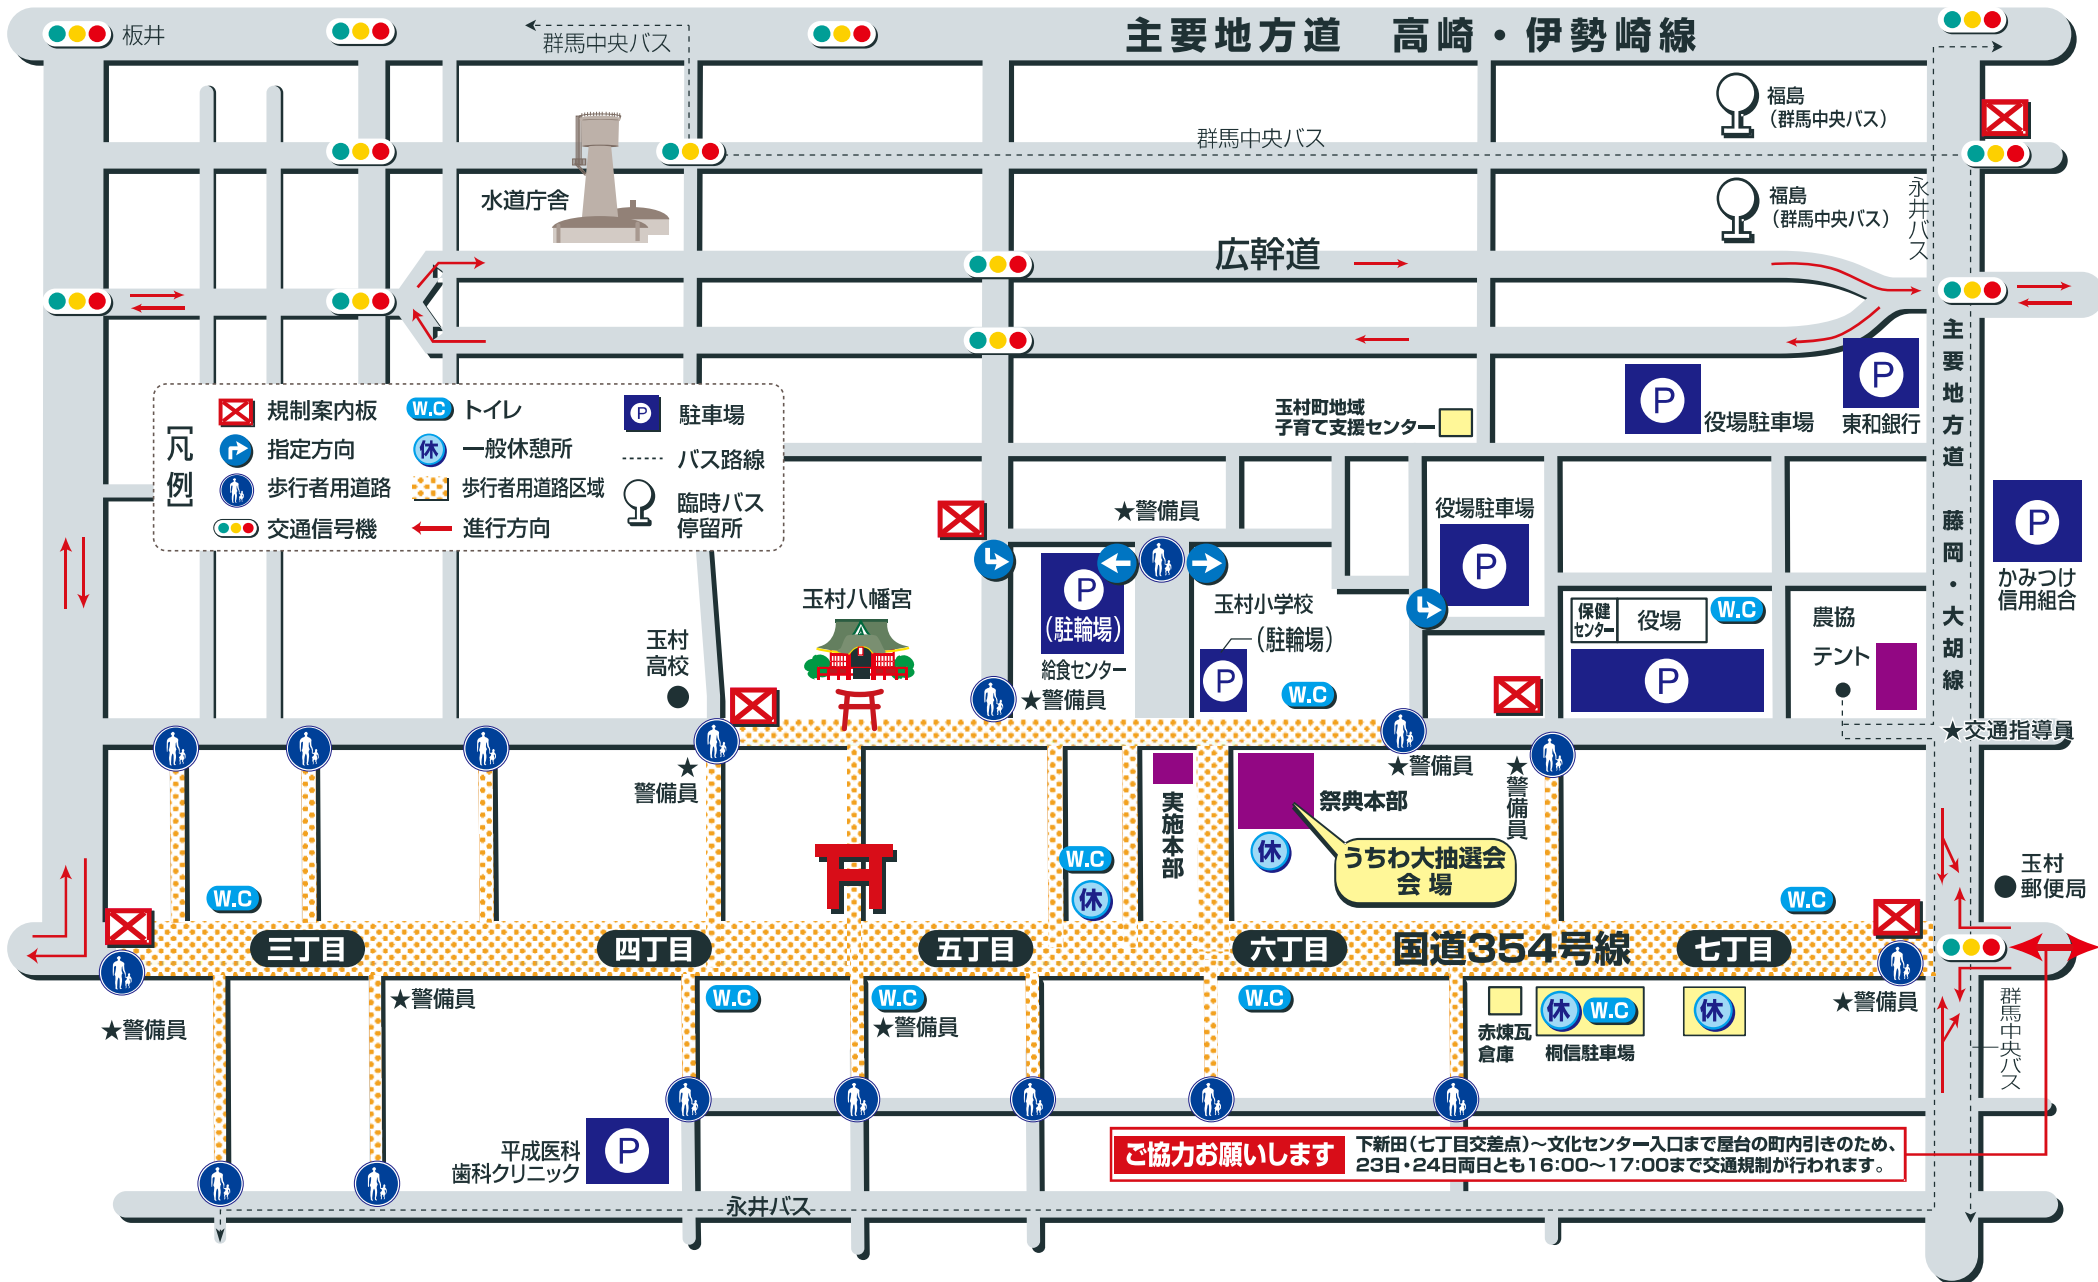 主要地方道　高崎・伊勢崎線
板井
群馬中央バス
福島
（群馬中央バス）
群馬中央バス
水道庁舎
福島
（群馬中央バス）
永井バス
広幹道
主要地方道　藤岡・大胡線
［凡例］
規制案内板
指定方向
歩行者用道路
交通信号機
W.C トイレ
休 一般休憩所
歩行者用道路区域
進行方向
P 駐車場
バス路線
臨時バス
停留所
玉村町地域
子育て支援センター
P
役場駐車場
P
東和銀行
★警備員
役場駐車場
P
P
かみつけ
信用組合
P
（駐輪場）
給食センター
玉村小学校
（駐輪場）
P
保健
センター
役場
W.C
P
農協
テント
玉村八幡宮
玉村
高校
★警備員
W.C
★交通指導員
★
警備員
実施本部
祭典本部
休
★警備員
★警備員
うちわ大抽選会
会場
W.C
休
W.C
W.C
玉村
郵便局
三丁目
四丁目
五丁目
六丁目
国道354号線
七丁目
★警備員
★警備員
W.C
W.C
★警備員
W.C
赤煉瓦
倉庫
休 W.C
桐信駐車場
休
★警備員
群馬中央バス
平成医科
歯科クリニック
P
ご協力お願いします
下新田（七丁目交差点）～文化センター入口まで屋台の町内引きのため、
23日・24日両日とも16:00～17:00まで交通規制が行われます。
永井バス